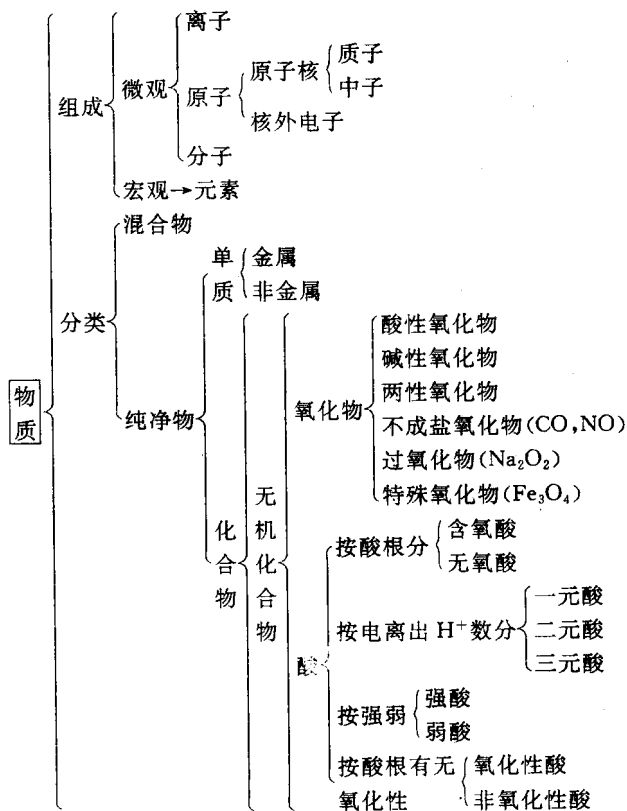 离子
微观
原子
原子核
质子
中子
核外电子
组成
分子
宏观→元素
混合物
单质
金属
非金属
分类
物质
纯净物
氧化物
酸性氧化物
碱性氧化物
两性氧化物
不成盐氧化物(CO,NO)
过氧化物(Na₂O₂)
特殊氧化物(Fe₃O₄)
化合物
无机化合物
酸
按酸根分
含氧酸
无氧酸
按电离出 H⁺数分
一元酸
二元酸
三元酸
按强弱
强酸
弱酸
按酸根有无
氧化性
氧化性酸
非氧化性酸